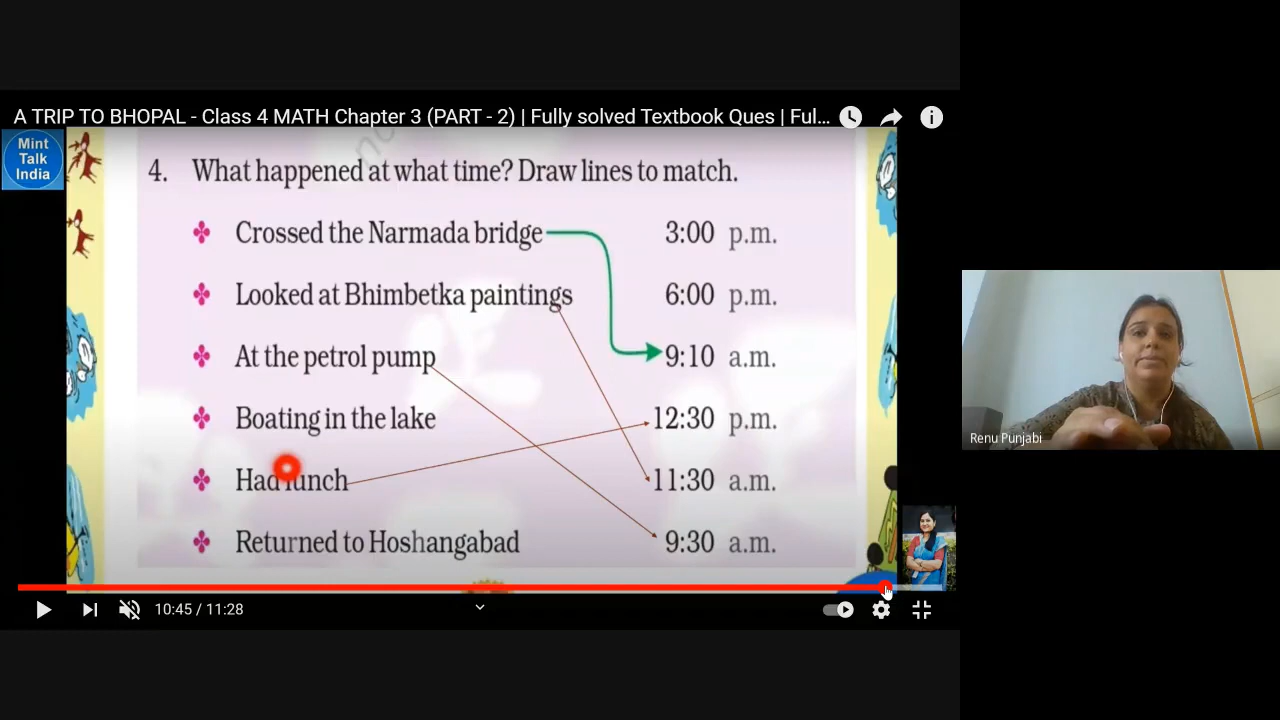 A TRIP TO BHOPAL - Class 4 MATH Chapter 3 (PART - 2) | Fully solved Textbook Ques | Ful...
Mint
Talk
India
4. What happened at what time? Draw lines to match.
Crossed the Narmada bridge 3:00 p.m.
Looked at Bhimbetka paintings 6:00 p.m.
At the petrol pump 9:10 a.m.
Boating in the lake 12:30 p.m.
Had lunch 11:30 a.m.
Returned to Hoshangabad 9:30 a.m.
10:45 / 11:28
Renu Punjabi